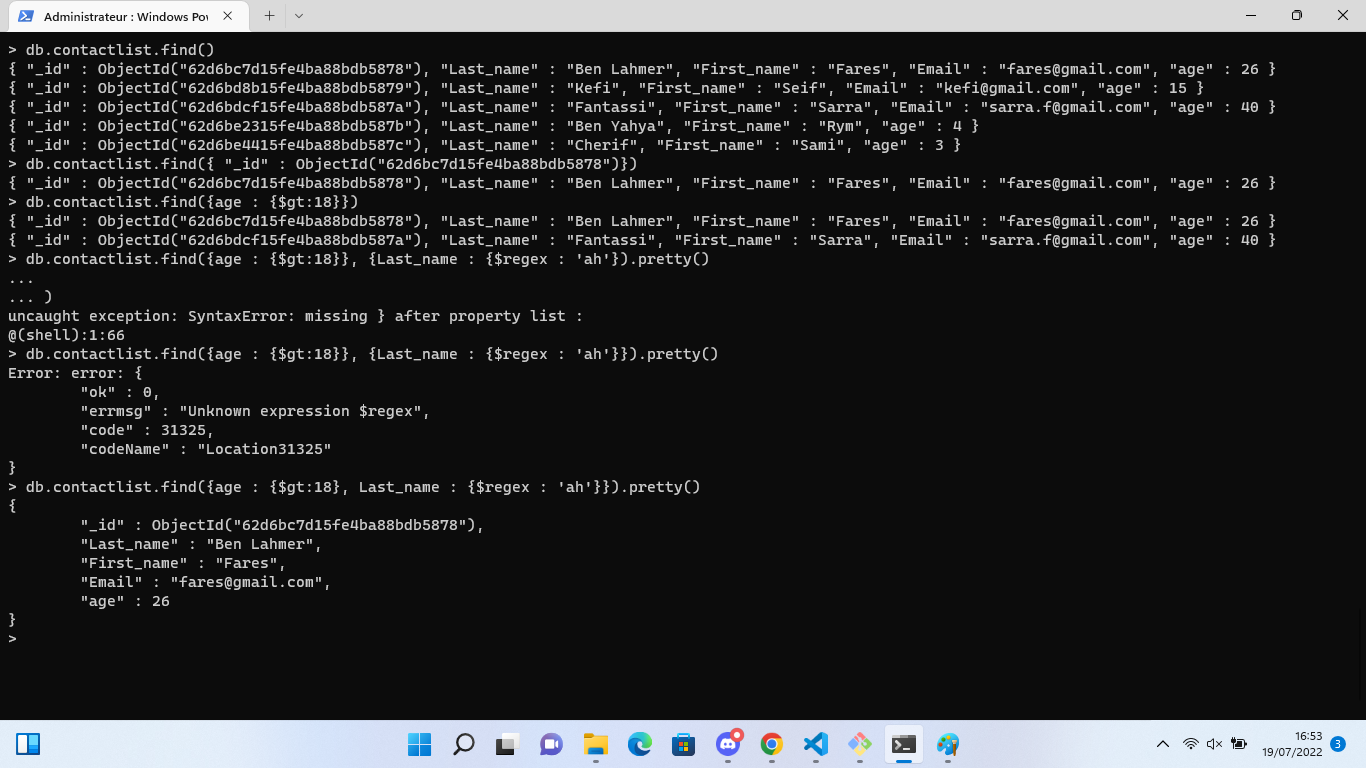 Administrateur : Windows Pow
> db.contactlist.find()
{ "_id" : ObjectId("62d6bc7d15fe4ba88bdb5878"), "Last_name" : "Ben Lahmer", "First_name" : "Fares", "Email" : "fares@gmail.com", "age" : 26 }
{ "_id" : ObjectId("62d6bd8b15fe4ba88bdb5879"), "Last_name" : "Kefi", "First_name" : "Seif", "Email" : "kefi@gmail.com", "age" : 15 }
{ "_id" : ObjectId("62d6bdcf15fe4ba88bdb587a"), "Last_name" : "Fantassi", "First_name" : "Sarra", "Email" : "sarra.f@gmail.com", "age" : 40 }
{ "_id" : ObjectId("62d6be2315fe4ba88bdb587b"), "Last_name" : "Ben Yahya", "First_name" : "Rym", "age" : 4 }
{ "_id" : ObjectId("62d6be4415fe4ba88bdb587c"), "Last_name" : "Cherif", "First_name" : "Sami", "age" : 3 }
> db.contactlist.find({ "_id" : ObjectId("62d6bc7d15fe4ba88bdb5878")})
{ "_id" : ObjectId("62d6bc7d15fe4ba88bdb5878"), "Last_name" : "Ben Lahmer", "First_name" : "Fares", "Email" : "fares@gmail.com", "age" : 26 }
> db.contactlist.find({age : {$gt:18}})
{ "_id" : ObjectId("62d6bc7d15fe4ba88bdb5878"), "Last_name" : "Ben Lahmer", "First_name" : "Fares", "Email" : "fares@gmail.com", "age" : 26 }
{ "_id" : ObjectId("62d6bdcf15fe4ba88bdb587a"), "Last_name" : "Fantassi", "First_name" : "Sarra", "Email" : "sarra.f@gmail.com", "age" : 40 }
> db.contactlist.find({age : {$gt:18}}, {Last_name : {$regex : 'ah'}).pretty()
...
... )
uncaught exception: SyntaxError: missing } after property list :
@(shell):1:66
> db.contactlist.find({age : {$gt:18}}, {Last_name : {$regex : 'ah'}}).pretty()
Error: error: {
"ok" : 0,
"errmsg" : "Unknown expression $regex",
"code" : 31325,
"codeName" : "Location31325"
}
> db.contactlist.find({age : {$gt:18}, Last_name : {$regex : 'ah'}}).pretty()
{
"_id" : ObjectId("62d6bc7d15fe4ba88bdb5878"),
"Last_name" : "Ben Lahmer",
"First_name" : "Fares",
"Email" : "fares@gmail.com",
"age" : 26
}
>
16:53
19/07/2022
3